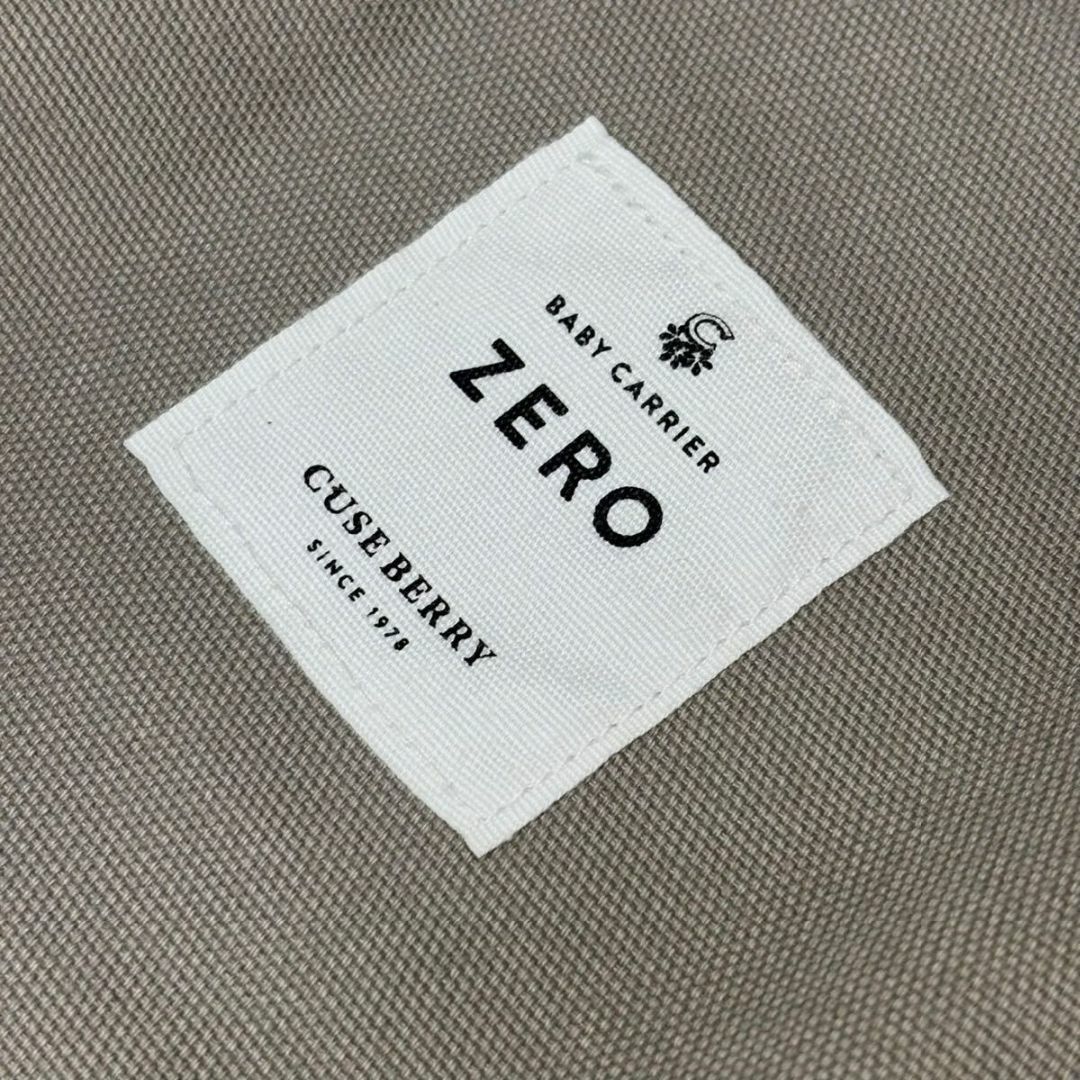 C
BABY CARRIER
ZERO
CUSE BERRY
SINCE 1978